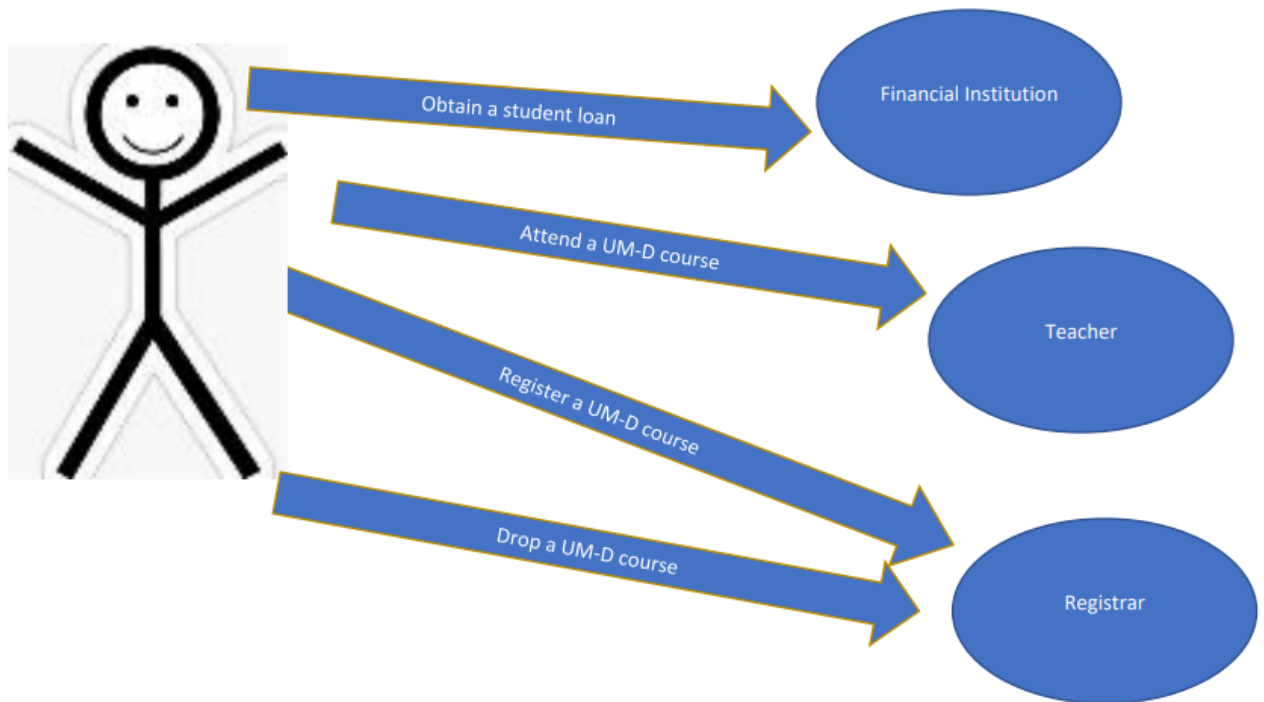 Obtain a student loan
Financial Institution
Attend a UM-D course
Teacher
Register a UM-D course
Drop a UM-D course
Registrar